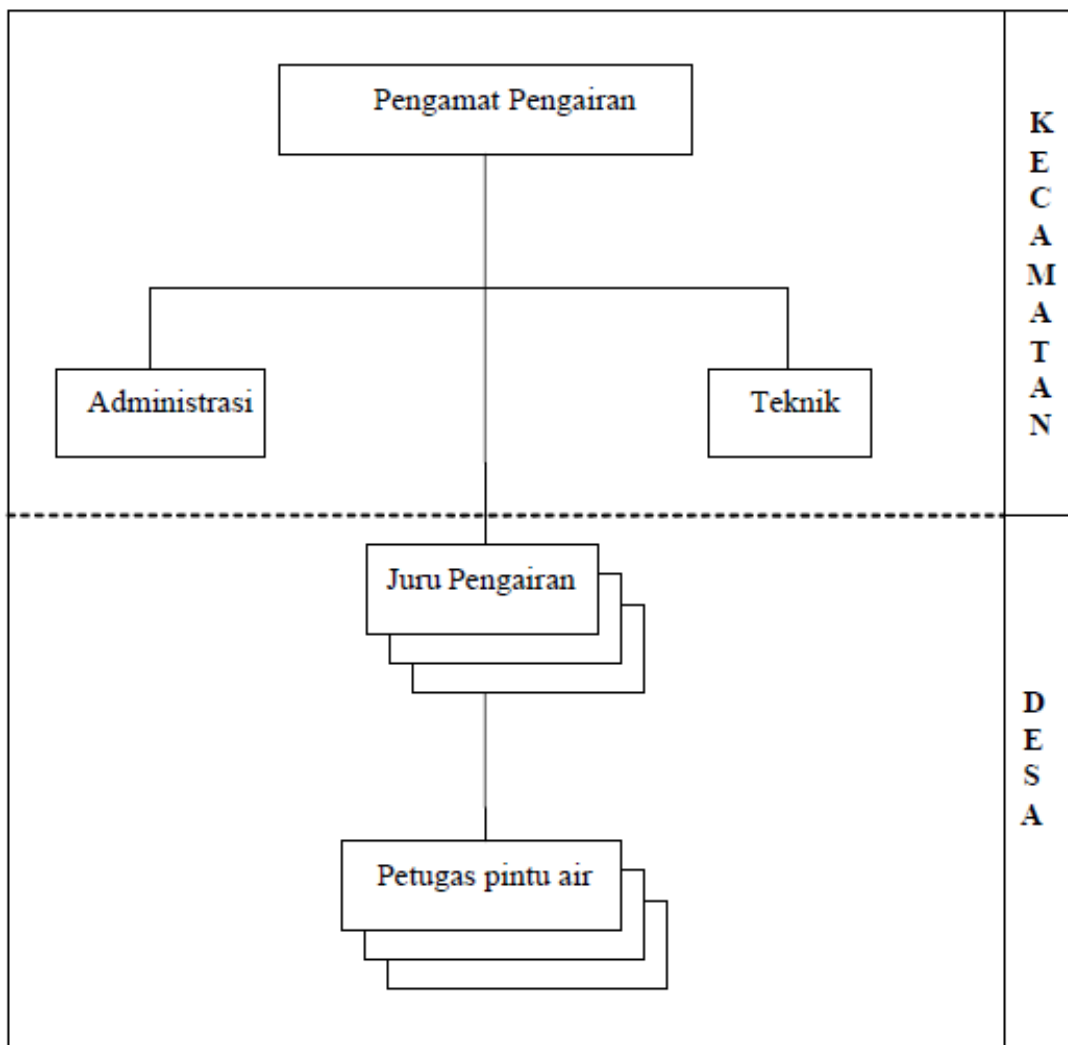 Pengamat Pengairan
KECAMATAN
Administrasi
Teknik
Juru Pengairan
DESA
Petugas pintu air